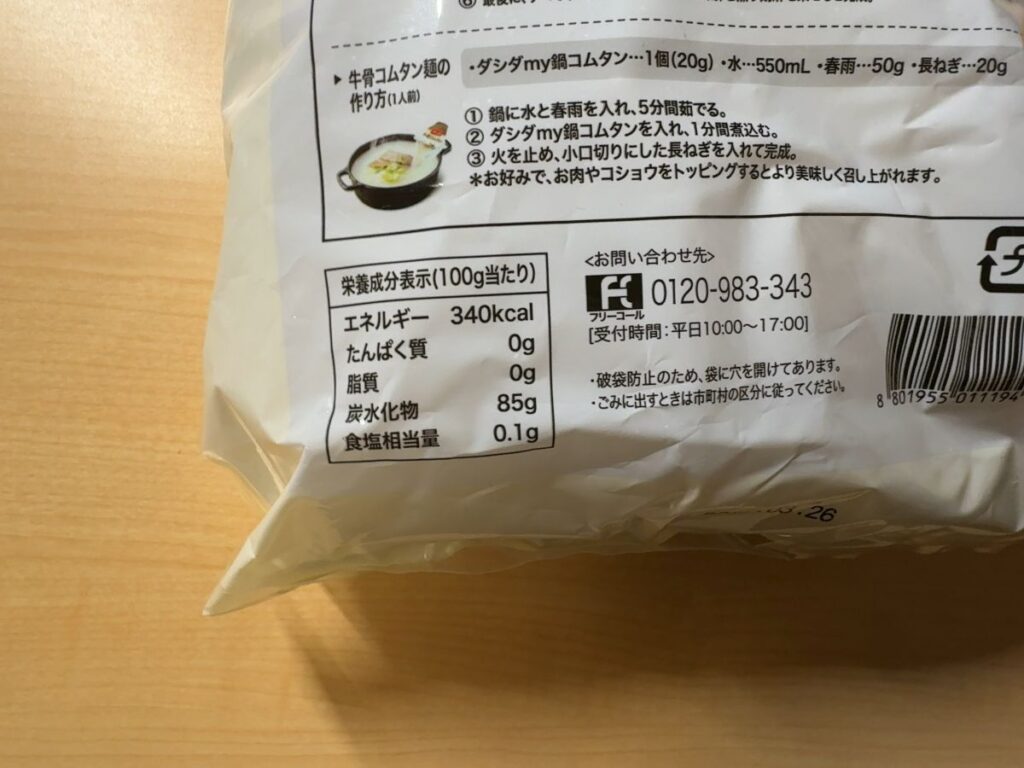 ▶ 牛骨コムタン麺の
作り方(1人前)
・ダシダmy鍋コムタン…1個(20g) ・水…550mL ・春雨…50g ・長ねぎ…20g
① 鍋に水と春雨を入れ、5分間茹でる。
② ダシダmy鍋コムタンを入れ、1分間煮込む。
③ 火を止め、小口切りにした長ねぎを入れて完成。
＊お好みで、お肉やコショウをトッピングするとより美味しく召し上がれます。
栄養成分表示(100g当たり)
エネルギー 340kcal
たんぱく質 0g
脂質 0g
炭水化物 85g
食塩相当量 0.1g
<お問い合わせ先>
フリーコール 0120-983-343
[受付時間：平日10:00〜17:00]
・破袋防止のため、袋に穴を開けてあります。
・ごみに出すときは市町村の区分に従ってください。
8 801955 011194
.26